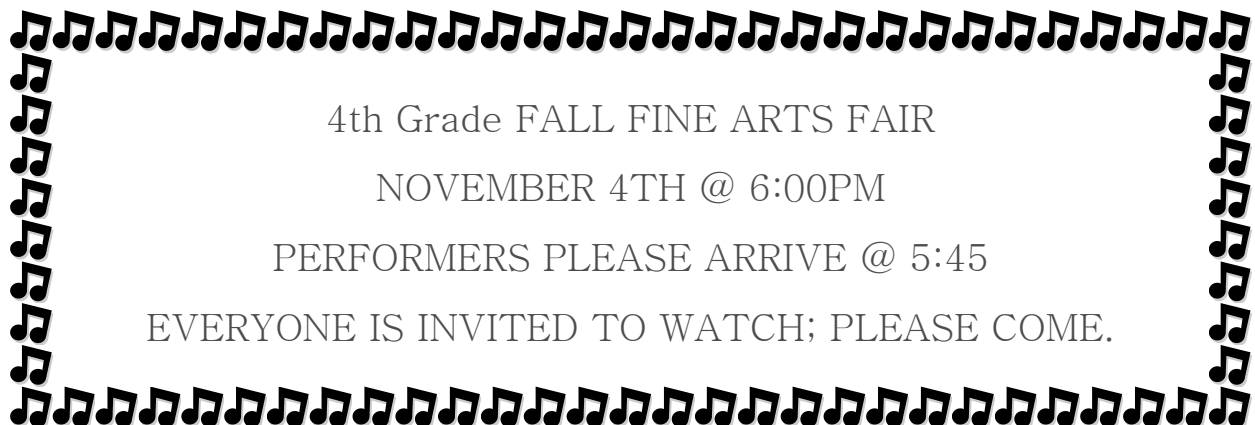 4th Grade FALL FINE ARTS FAIR
NOVEMBER 4TH @ 6:00PM
PERFORMERS PLEASE ARRIVE @ 5:45
EVERYONE IS INVITED TO WATCH; PLEASE COME.